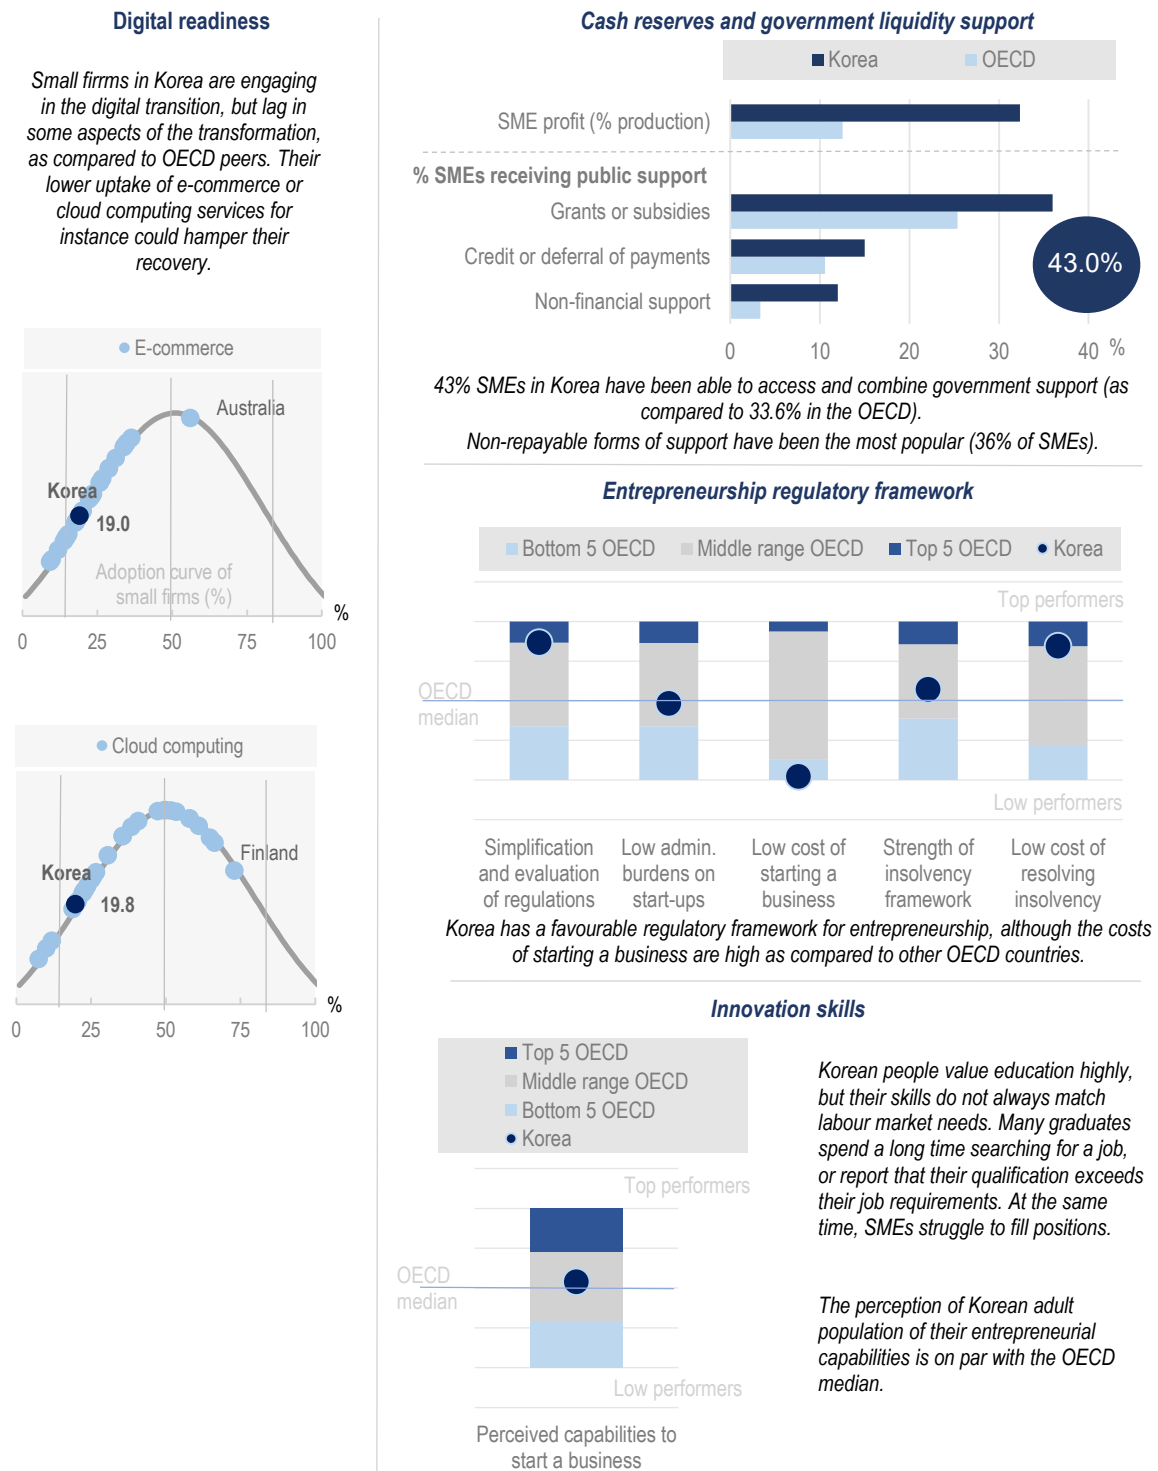 Digital readiness
Small firms in Korea are engaging
in the digital transition, but lag in
some aspects of the transformation,
as compared to OECD peers. Their
lower uptake of e-commerce or
cloud computing services for
instance could hamper their
recovery.
E-commerce
Australia
Korea
19.0
Adoption curve of
small firms (%)
%
0 25 50 75 100
Cloud computing
Finland
Korea
19.8
%
0 25 50 75 100
Cash reserves and government liquidity support
Korea OECD
SME profit (% production)
% SMEs receiving public support
Grants or subsidies
Credit or deferral of payments
43.0%
Non-financial support
0 10 20 30 40 %
43% SMEs in Korea have been able to access and combine government support (as
compared to 33.6% in the OECD).
Non-repayable forms of support have been the most popular (36% of SMEs).
Entrepreneurship regulatory framework
Bottom 5 OECD Middle range OECD Top 5 OECD Korea
Top performers
OECD
median
Low performers
Simplification
and evaluation
of regulations
Low admin.
burdens on
start-ups
Low cost of
starting a
business
Strength of
insolvency
framework
Low cost of
resolving
insolvency
Korea has a favourable regulatory framework for entrepreneurship, although the costs
of starting a business are high as compared to other OECD countries.
Innovation skills
Top 5 OECD
Middle range OECD
Bottom 5 OECD
Korea
Top performers
OECD
median
Low performers
Perceived capabilities to
start a business
Korean people value education highly,
but their skills do not always match
labour market needs. Many graduates
spend a long time searching for a job,
or report that their qualification exceeds
their job requirements. At the same
time, SMEs struggle to fill positions.
The perception of Korean adult
population of their entrepreneurial
capabilities is on par with the OECD
median.